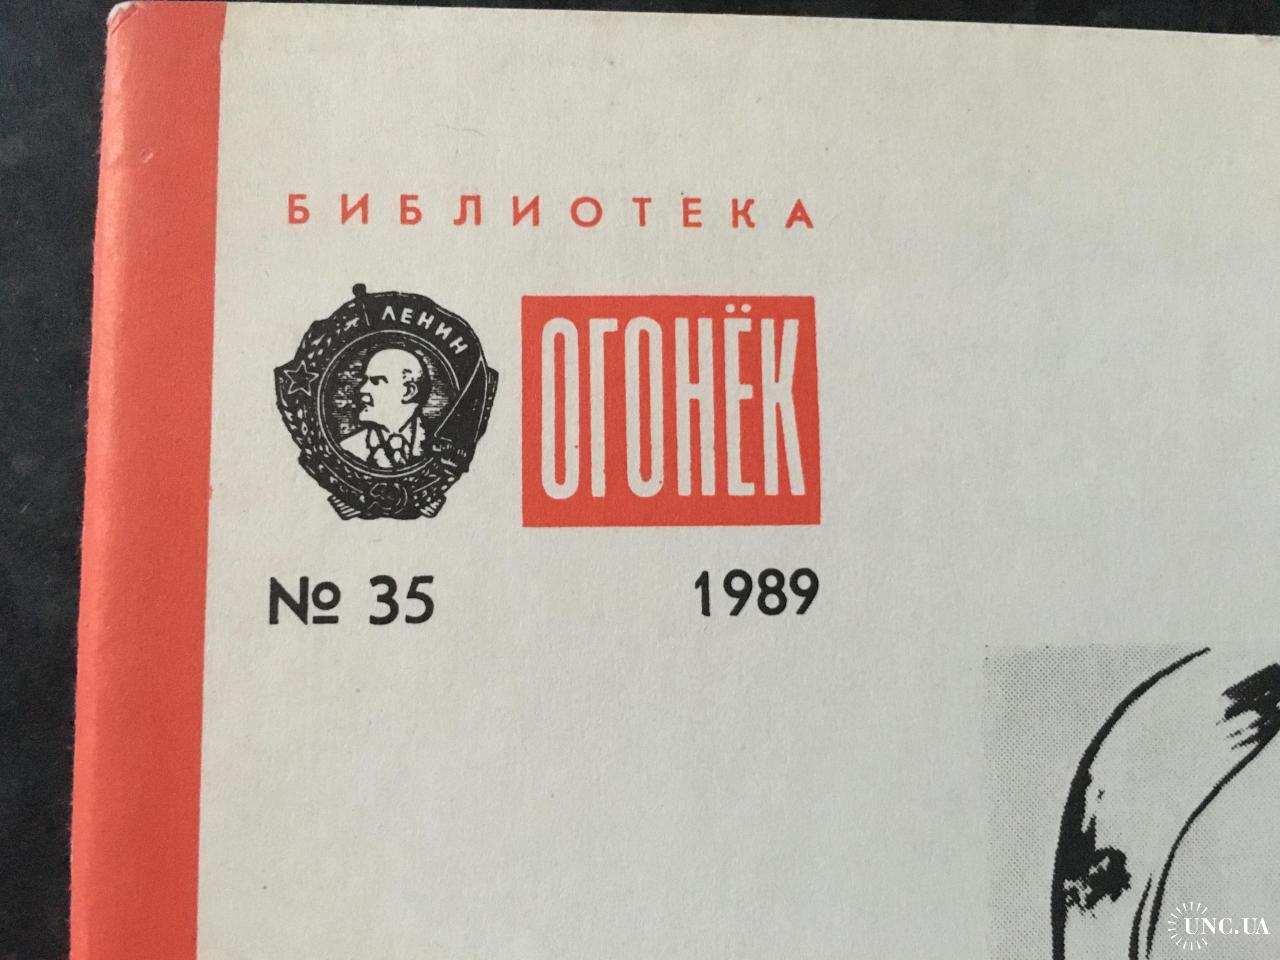 БИБЛИОТЕКА
ЛЕНИН
ОГОНЁК
№ 35 1989
UNC.UA